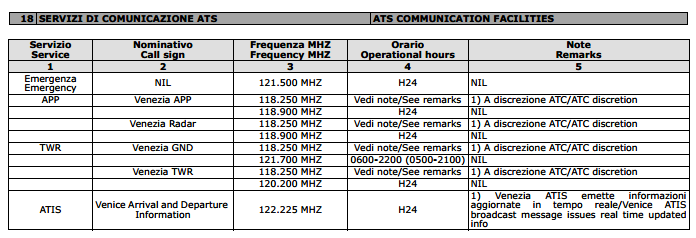 18 SERVIZI DI COMUNICAZIONE ATS ATS COMMUNICATION FACILITIES
Servizio Nominativo Frequenza MHZ Orario Note
Service Call sign Frequency MHZ Operational hours Remarks
1 2 3 4 5
Emergenza
Emergency NIL 121.500 MHZ H24 NIL
APP Venezia APP 118.250 MHZ Vedi note/See remarks 1) A discrezione ATC/ATC discretion
118.900 MHZ H24 NIL
Venezia Radar 118.250 MHZ Vedi note/See remarks 1) A discrezione ATC/ATC discretion
118.900 MHZ H24 NIL
TWR Venezia GND 118.250 MHZ Vedi note/See remarks 1) A discrezione ATC/ATC discretion
121.700 MHZ 0600-2200 (0500-2100) NIL
Venezia TWR 118.250 MHZ Vedi note/See remarks 1) A discrezione ATC/ATC discretion
120.200 MHZ H24 NIL
ATIS Venice Arrival and Departure
Information 122.225 MHZ H24 1) Venezia ATIS emette informazioni
aggiornate in tempo reale/Venice ATIS
broadcast message issues real time updated
info